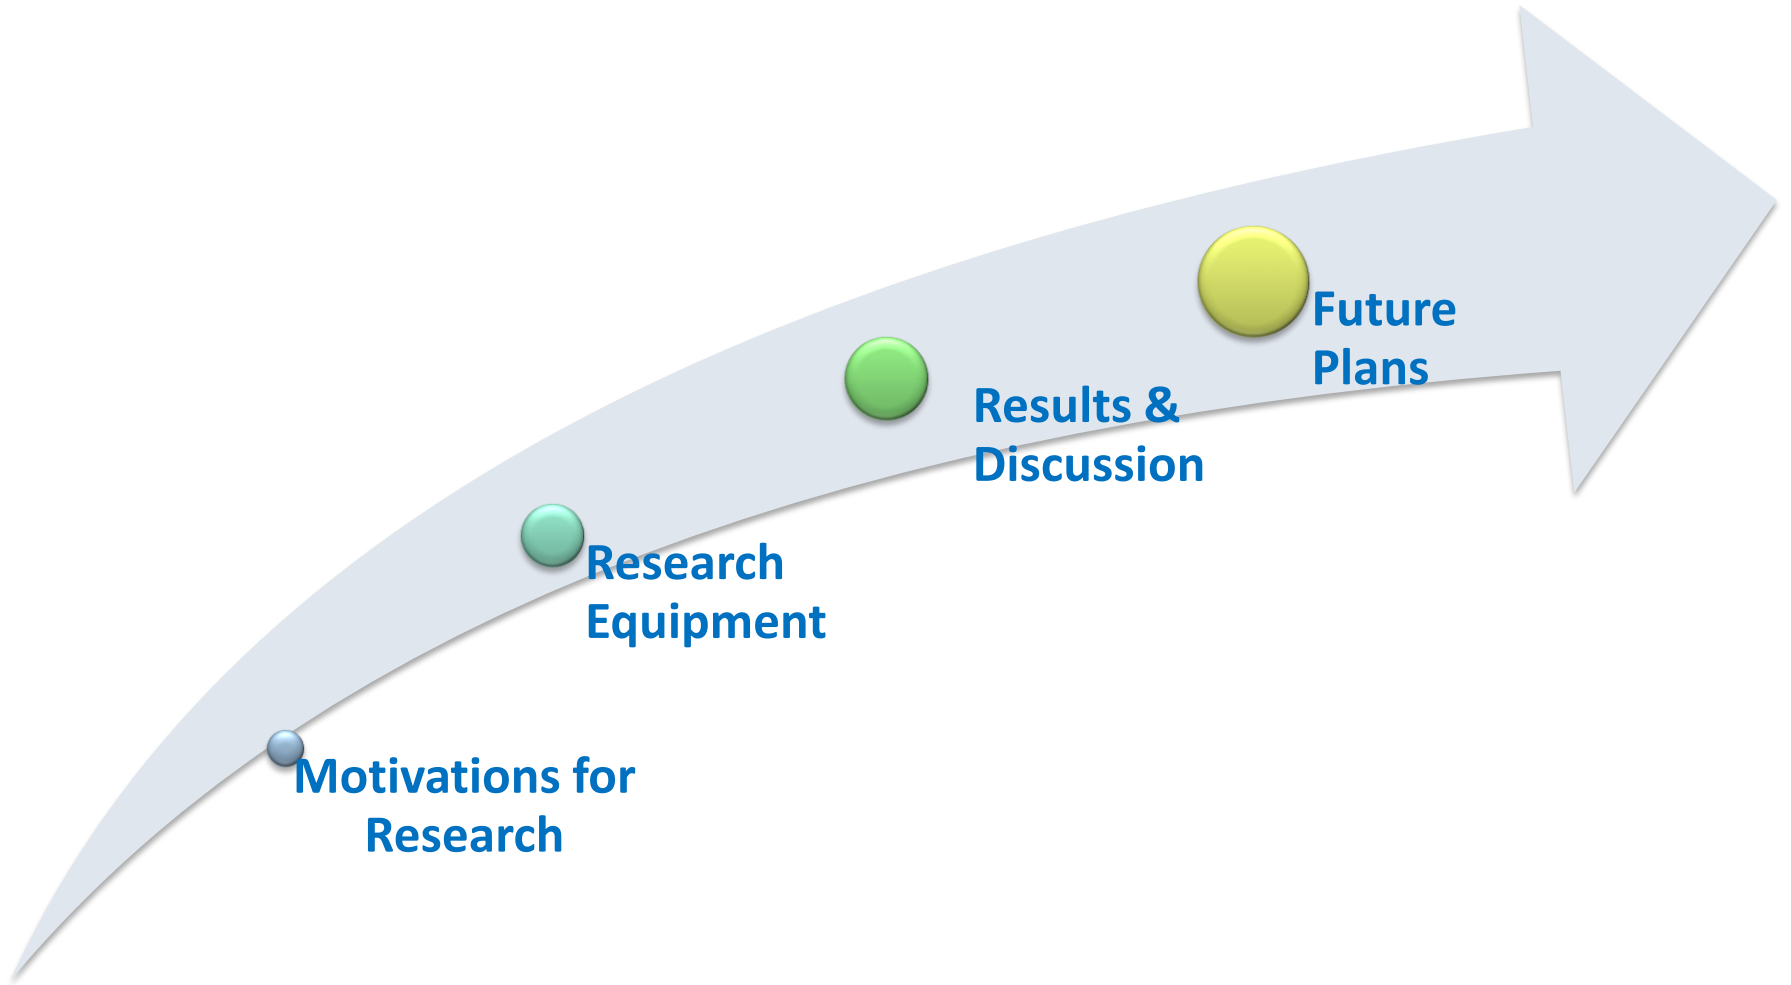 Future
Plans
Results &
Discussion
Research
Equipment
Motivations for
Research